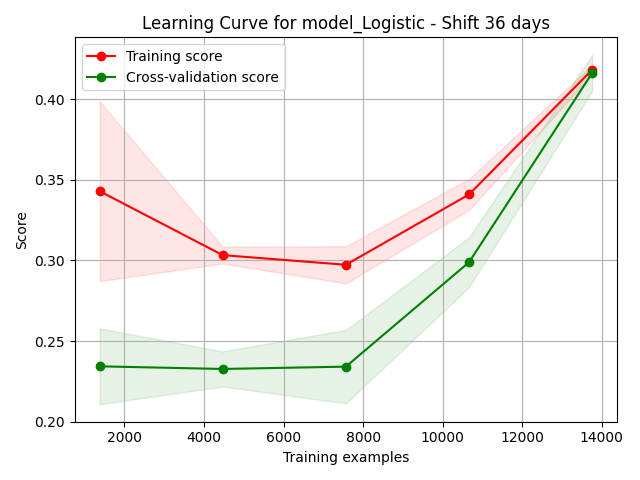 Learning Curve for model_Logistic - Shift 36 days
Training score
Cross-validation score
0.40
0.35
0.30
0.25
0.20
Score
2000 4000 6000 8000 10000 12000 14000
Training examples